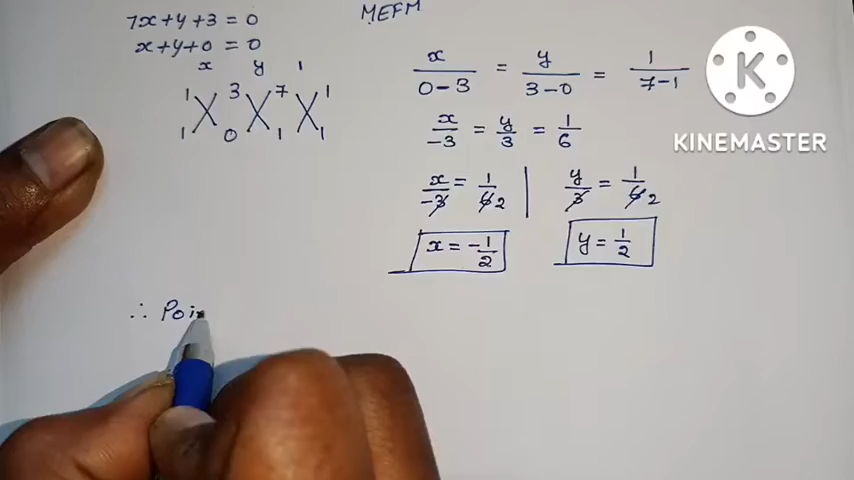 7x+y+3 = 0
x+y+0 = 0
MEFM
x y 1
1 3 7 1
1 0 1 1
x/0-3 = y/3-0 = 1/7-1
x/-3 = y/3 = 1/6
x/-3 = 1/6 2 | y/3 = 1/6 2
x = -1/2 y = 1/2
∴ Poi
KINEMASTER